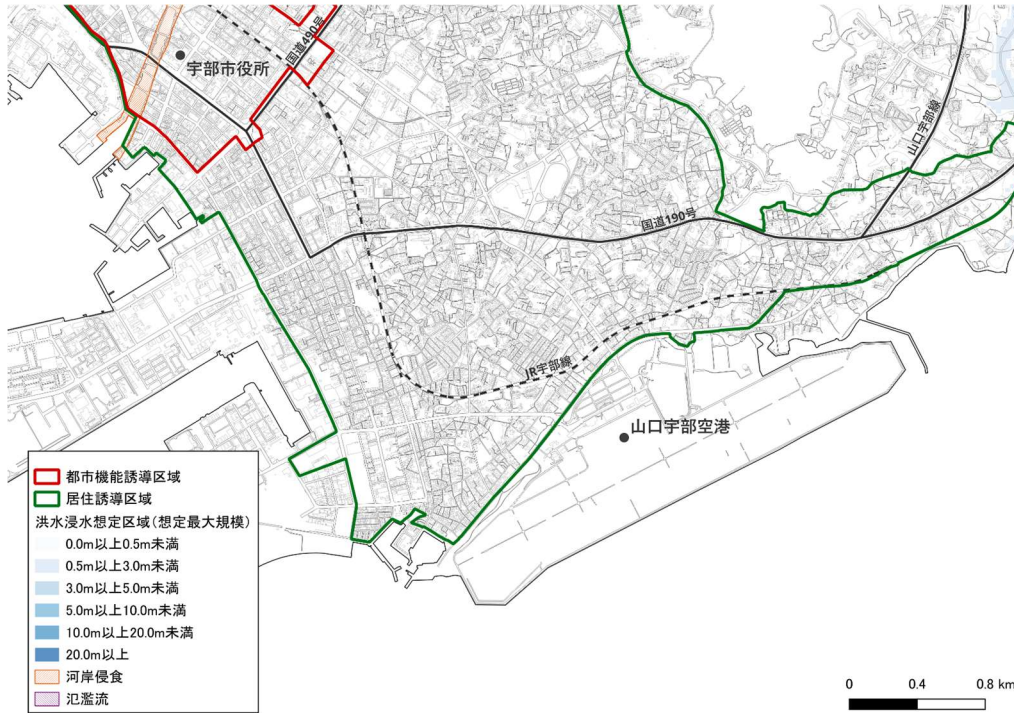 国道490号
宇部市役所
山口宇部線
国道190号
JR宇部線
山口宇部空港
都市機能誘導区域
居住誘導区域
洪水浸水想定区域(想定最大規模)
0.0m以上0.5m未満
0.5m以上3.0m未満
3.0m以上5.0m未満
5.0m以上10.0m未満
10.0m以上20.0m未満
20.0m以上
河岸侵食
氾濫流
0 0.4 0.8 km